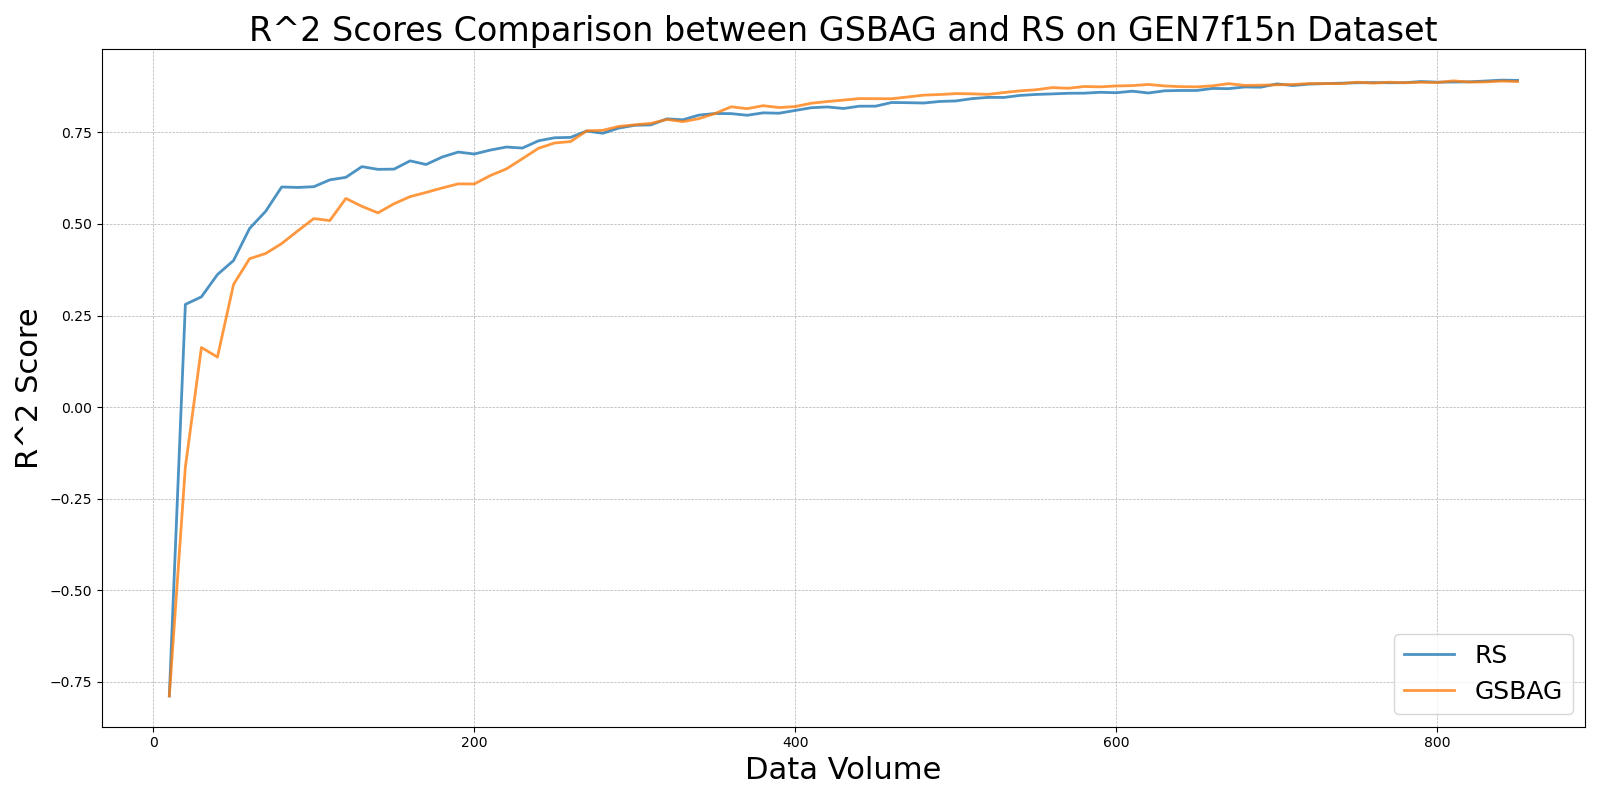 R^2 Scores Comparison between GSBAG and RS on GEN7f15n Dataset
R^2 Score
0.75
0.50
0.25
0.00
−0.25
−0.50
−0.75
RS
GSBAG
0 200 400 600 800
Data Volume